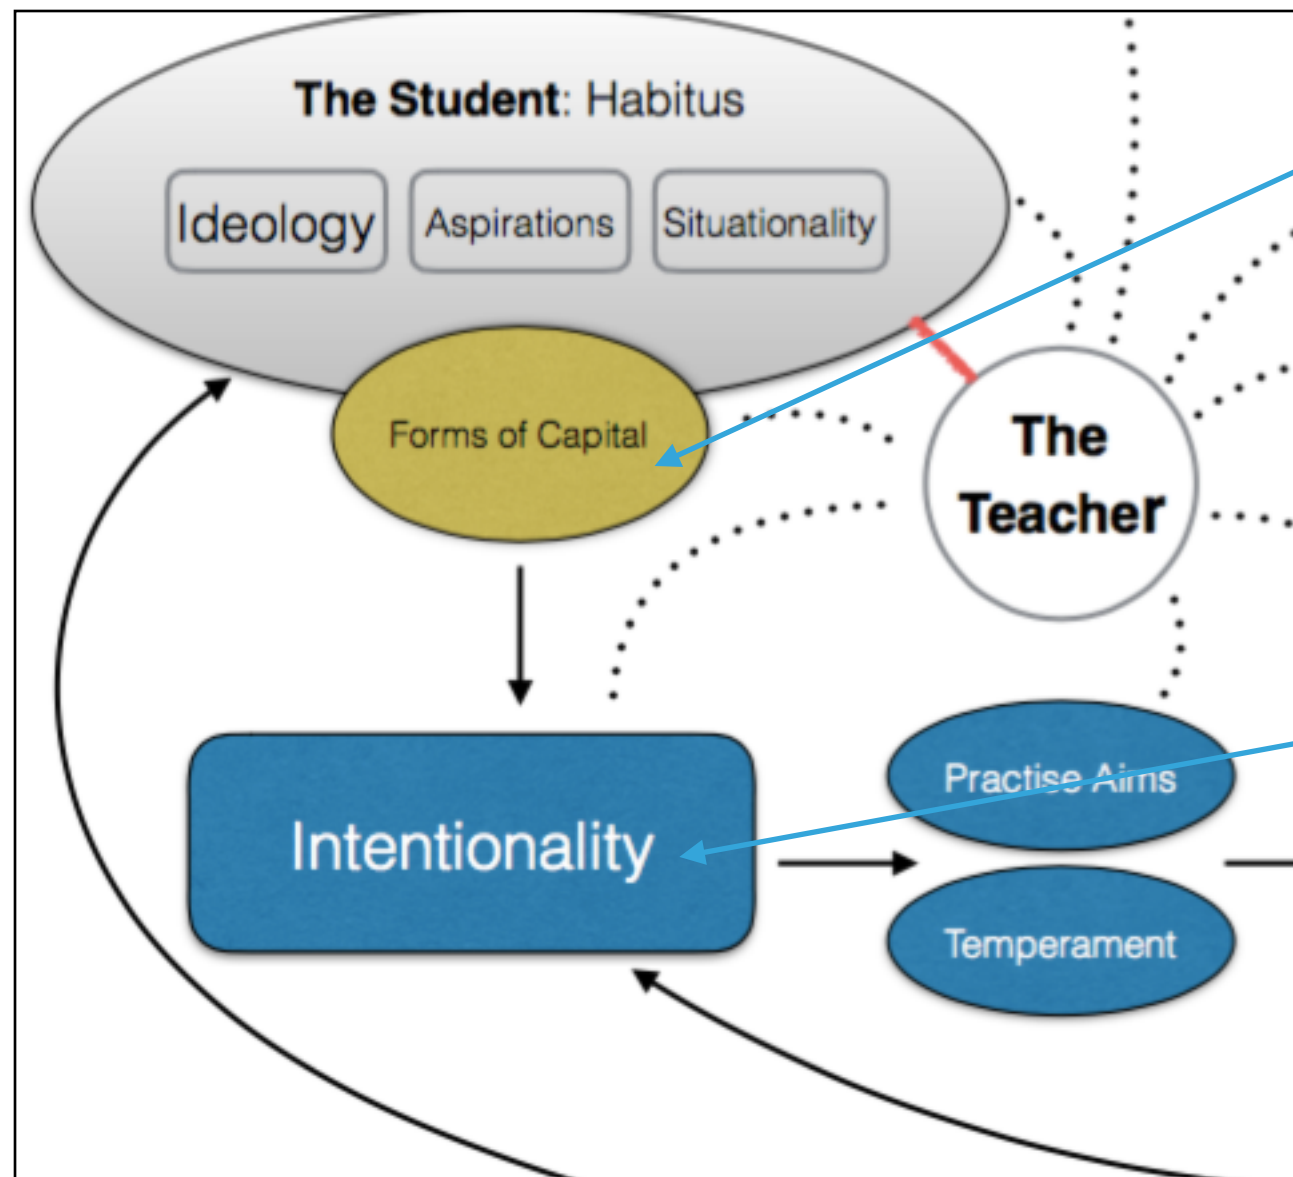 The Student: Habitus
Ideology
Aspirations
Situationality
Forms of Capital
The
Teacher
Intentionality
Practise Aims
Temperament